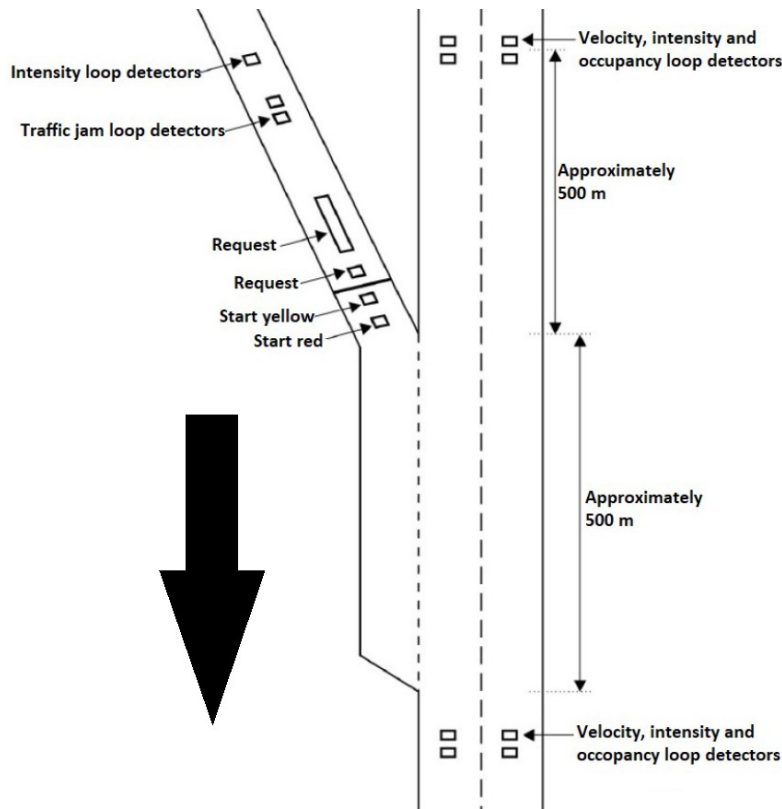 Velocity, intensity and
occupancy loop detectors
Intensity loop detectors
Traffic jam loop detectors
Approximately
500 m
Request
Request
Start yellow
Start red
Approximately
500 m
Velocity, intensity and
occopancy loop detectors